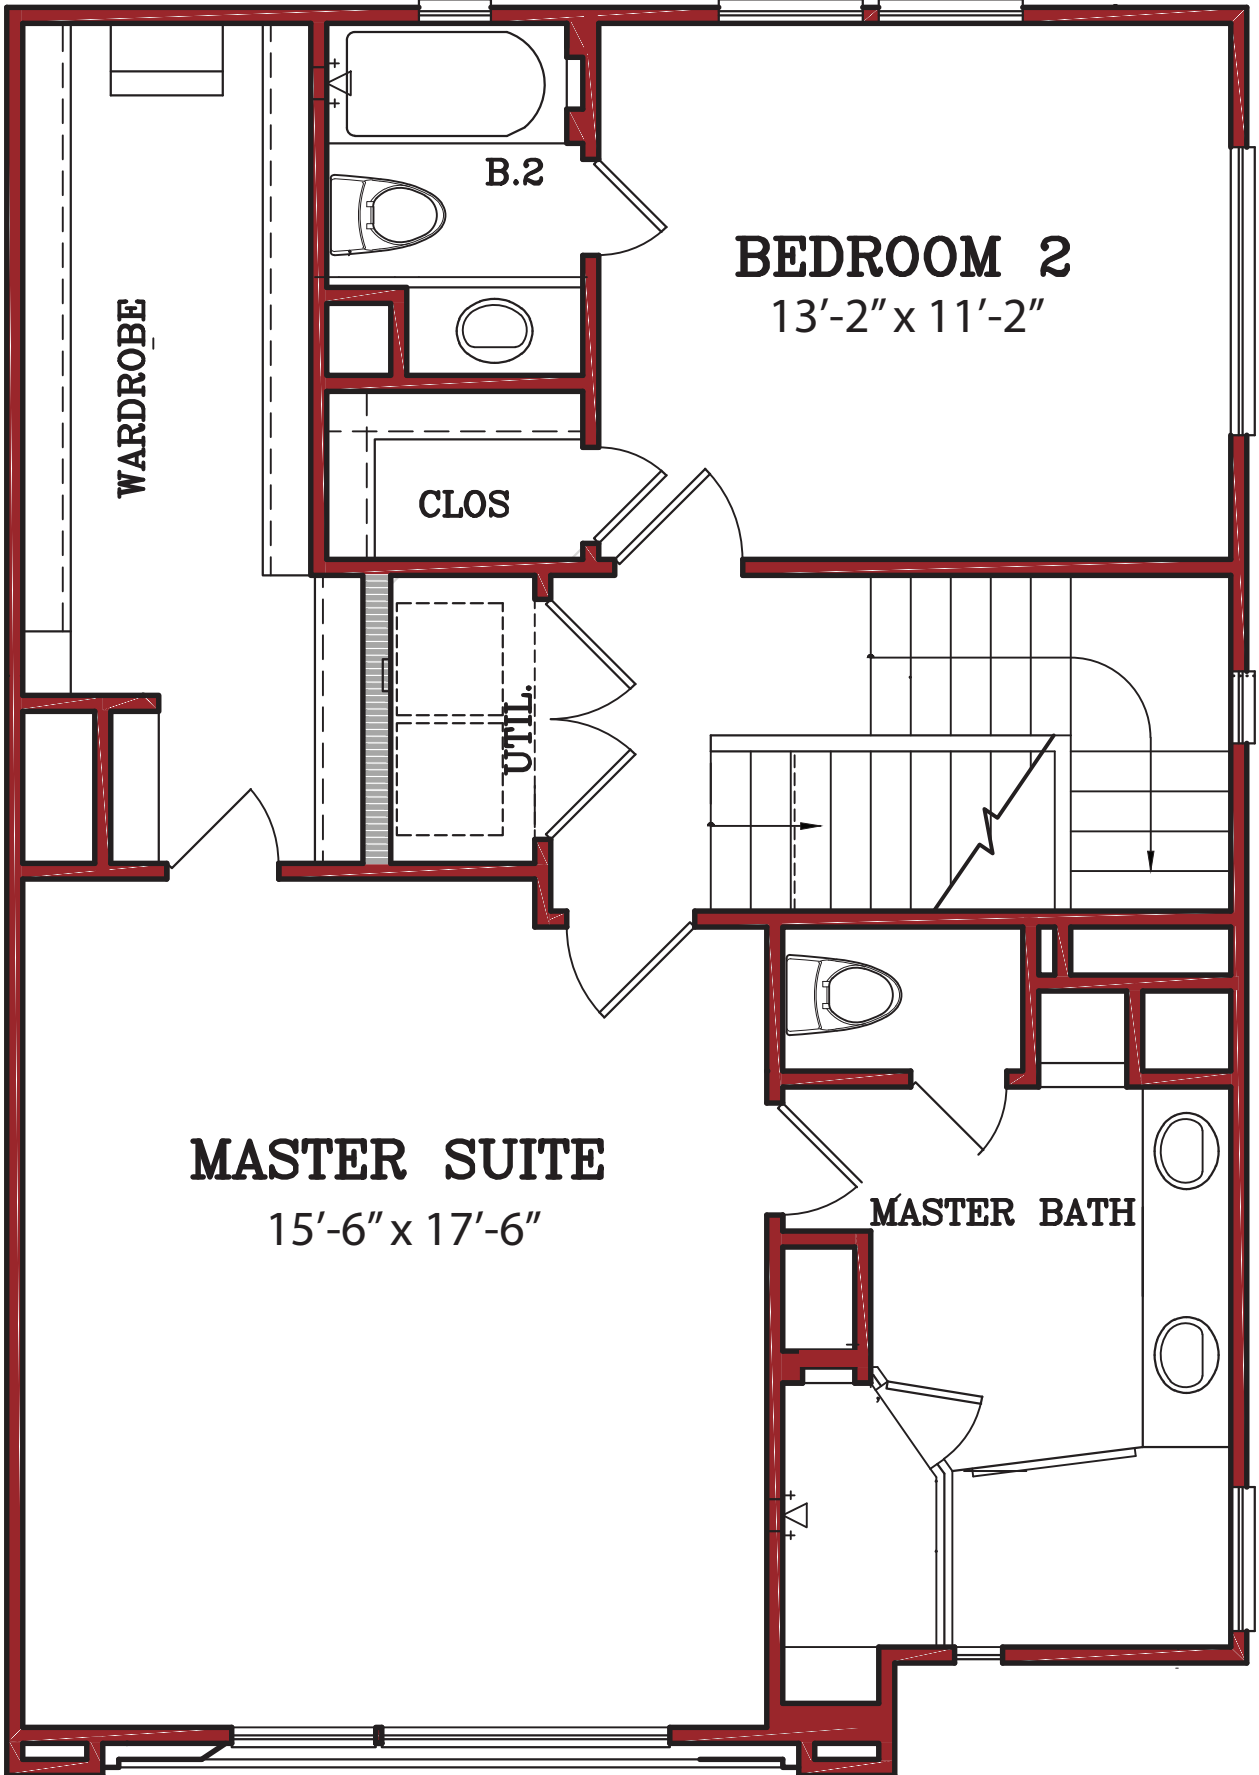 B.2
BEDROOM 2
13'-2" x 11'-2"
WARDROBE
CLOS
UTIL.
MASTER SUITE
15'-6" x 17'-6"
MASTER BATH